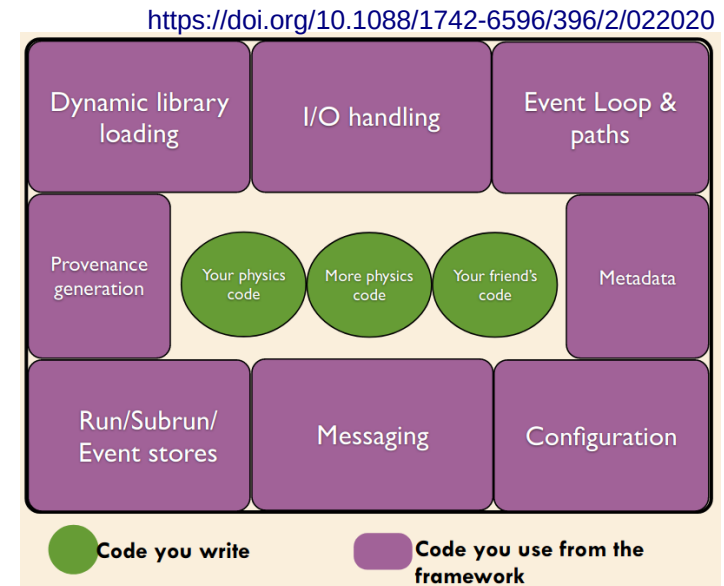 https://doi.org/10.1088/1742-6596/396/2/022020
Dynamic library
loading
I/O handling
Event Loop &
paths
Provenance
generation
Your physics
code
More physics
code
Your friend's
code
Metadata
Run/Subrun/
Event stores
Messaging
Configuration
Code you write
Code you use from the
framework